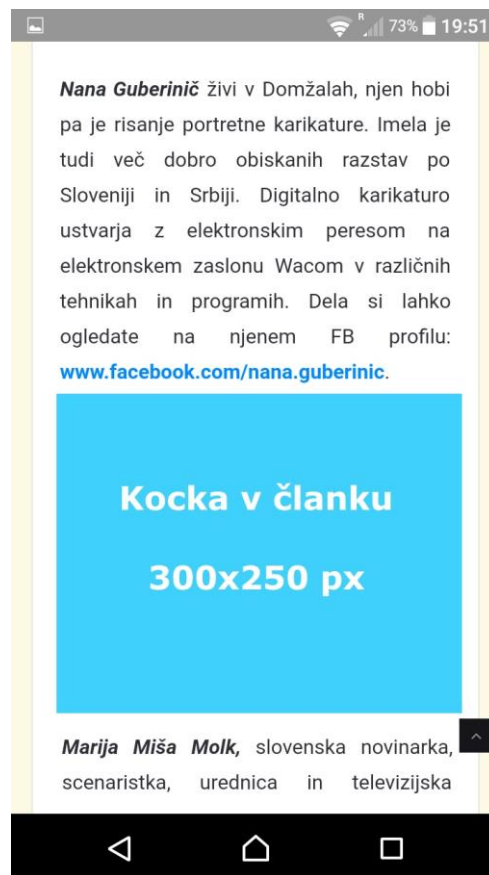 R 73% 19:51
Nana Guberinič živi v Domžalah, njen hobi
pa je risanje portretne karikature. Imela je
tudi več dobro obiskanih razstav po
Sloveniji in Srbiji. Digitalno karikaturo
ustvarja z elektronskim peresom na
elektronskem zaslonu Wacom v različnih
tehnikah in programih. Dela si lahko
ogledate na njenem FB profilu:
www.facebook.com/nana.guberinic.
Kocka v članku
300x250 px
Marija Miša Molk, slovenska novinarka,
scenaristka, urednica in televizijska